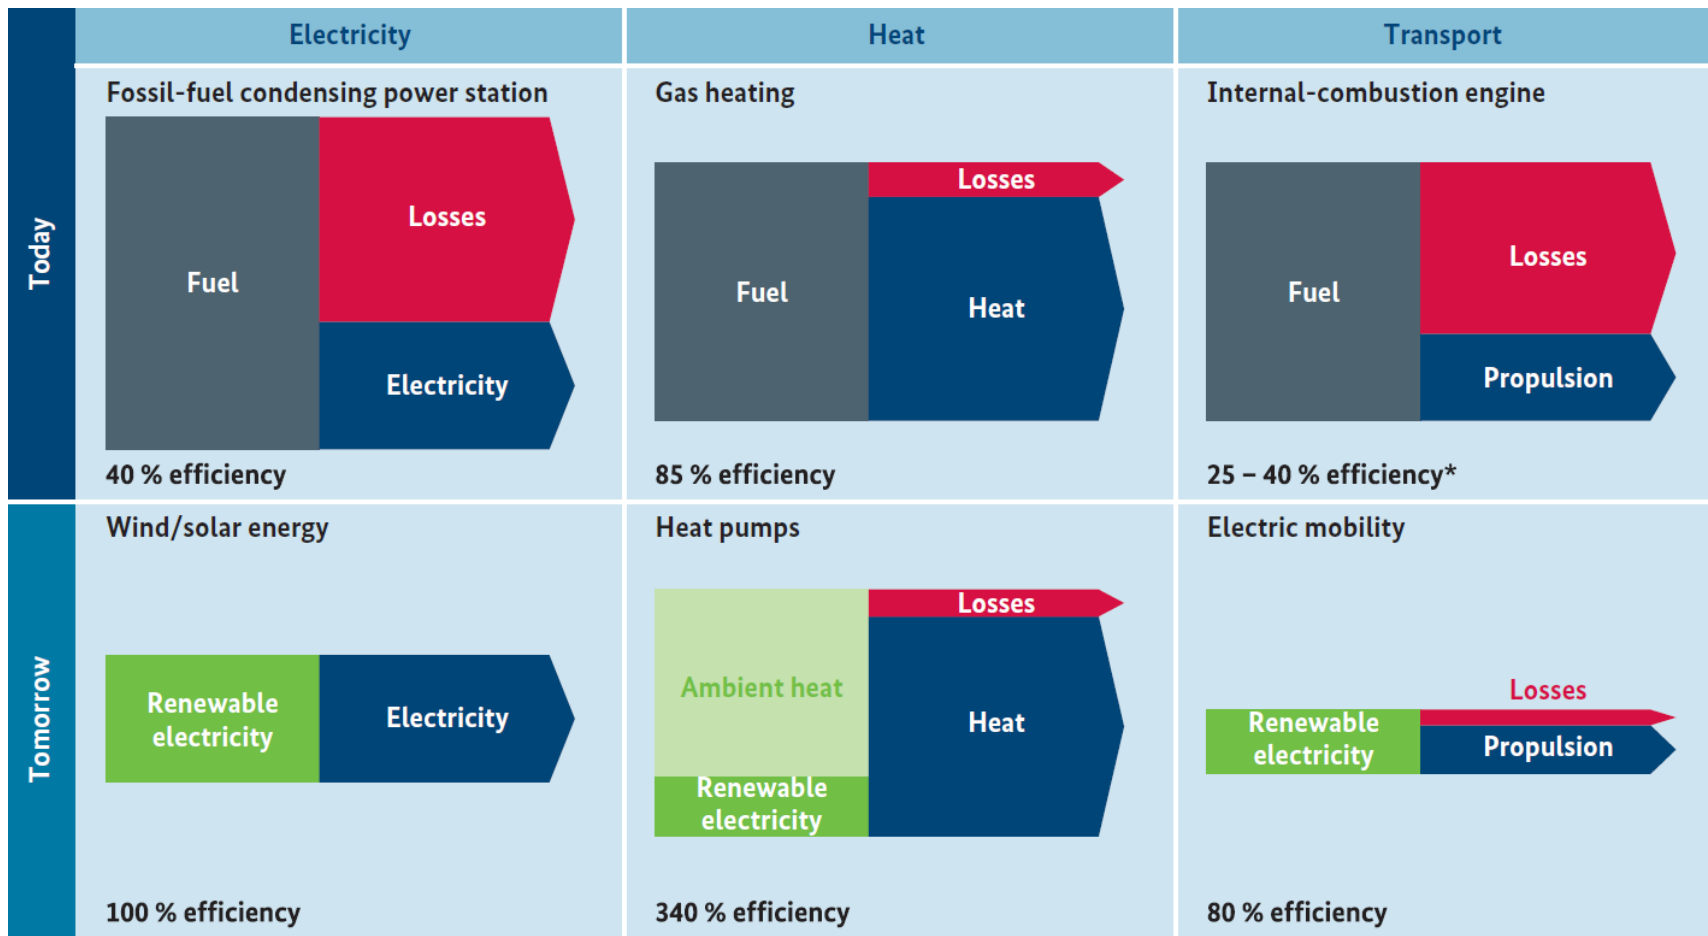 Electricity
Heat
Transport
Today
Fossil-fuel condensing power station
Fuel
Losses
Electricity
40 % efficiency
Gas heating
Fuel
Losses
Heat
85 % efficiency
Internal-combustion engine
Fuel
Losses
Propulsion
25 – 40 % efficiency*
Tomorrow
Wind/solar energy
Renewable
electricity
Electricity
100 % efficiency
Heat pumps
Ambient heat
Renewable
electricity
Losses
Heat
340 % efficiency
Electric mobility
Renewable
electricity
Losses
Propulsion
80 % efficiency